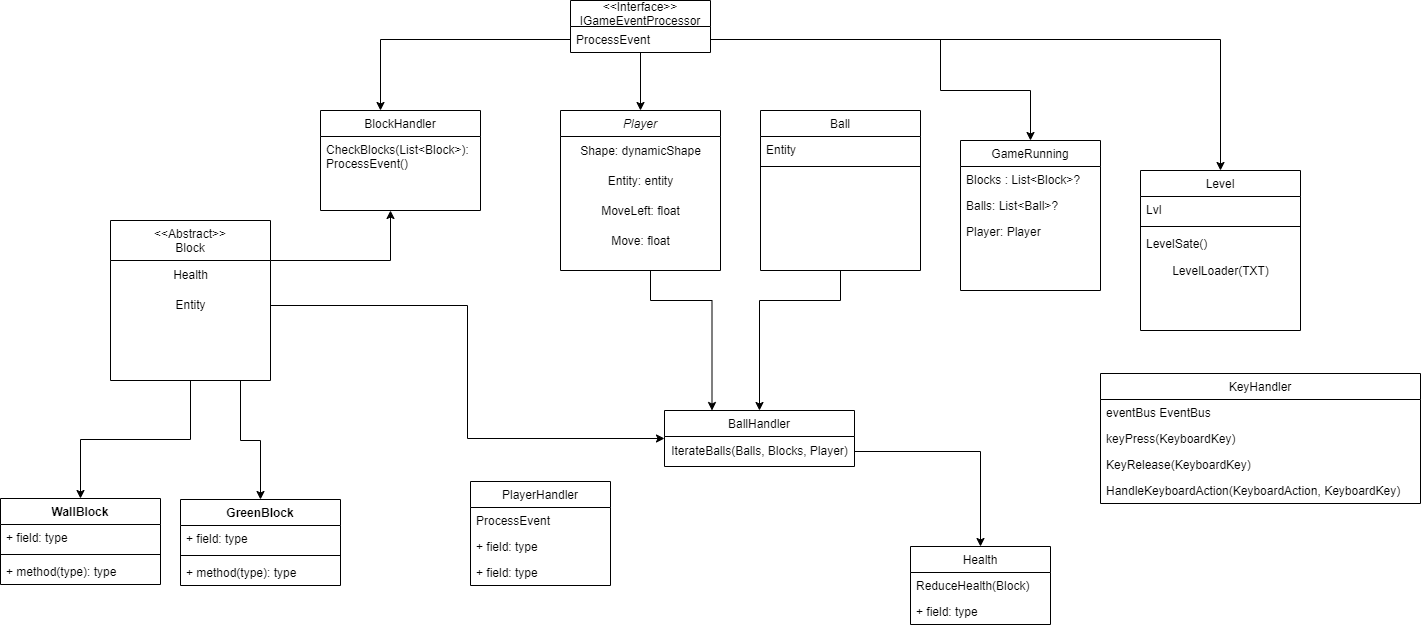 <<Interface>>
IGameEventProcessor
ProcessEvent
BlockHandler
CheckBlocks(List<Block>):
ProcessEvent()
Player
Shape: dynamicShape
Entity: entity
MoveLeft: float
Move: float
Ball
Entity
GameRunning
Blocks : List<Block>?
Balls: List<Ball>?
Player: Player
Level
Lvl
LevelSate()
LevelLoader(TXT)
<<Abstract>>
Block
Health
Entity
KeyHandler
eventBus EventBus
keyPress(KeyboardKey)
KeyRelease(KeyboardKey)
HandleKeyboardAction(KeyboardAction, KeyboardKey)
BallHandler
IterateBalls(Balls, Blocks, Player)
WallBlock
+ field: type
+ method(type): type
GreenBlock
+ field: type
+ method(type): type
PlayerHandler
ProcessEvent
+ field: type
+ field: type
Health
ReduceHealth(Block)
+ field: type